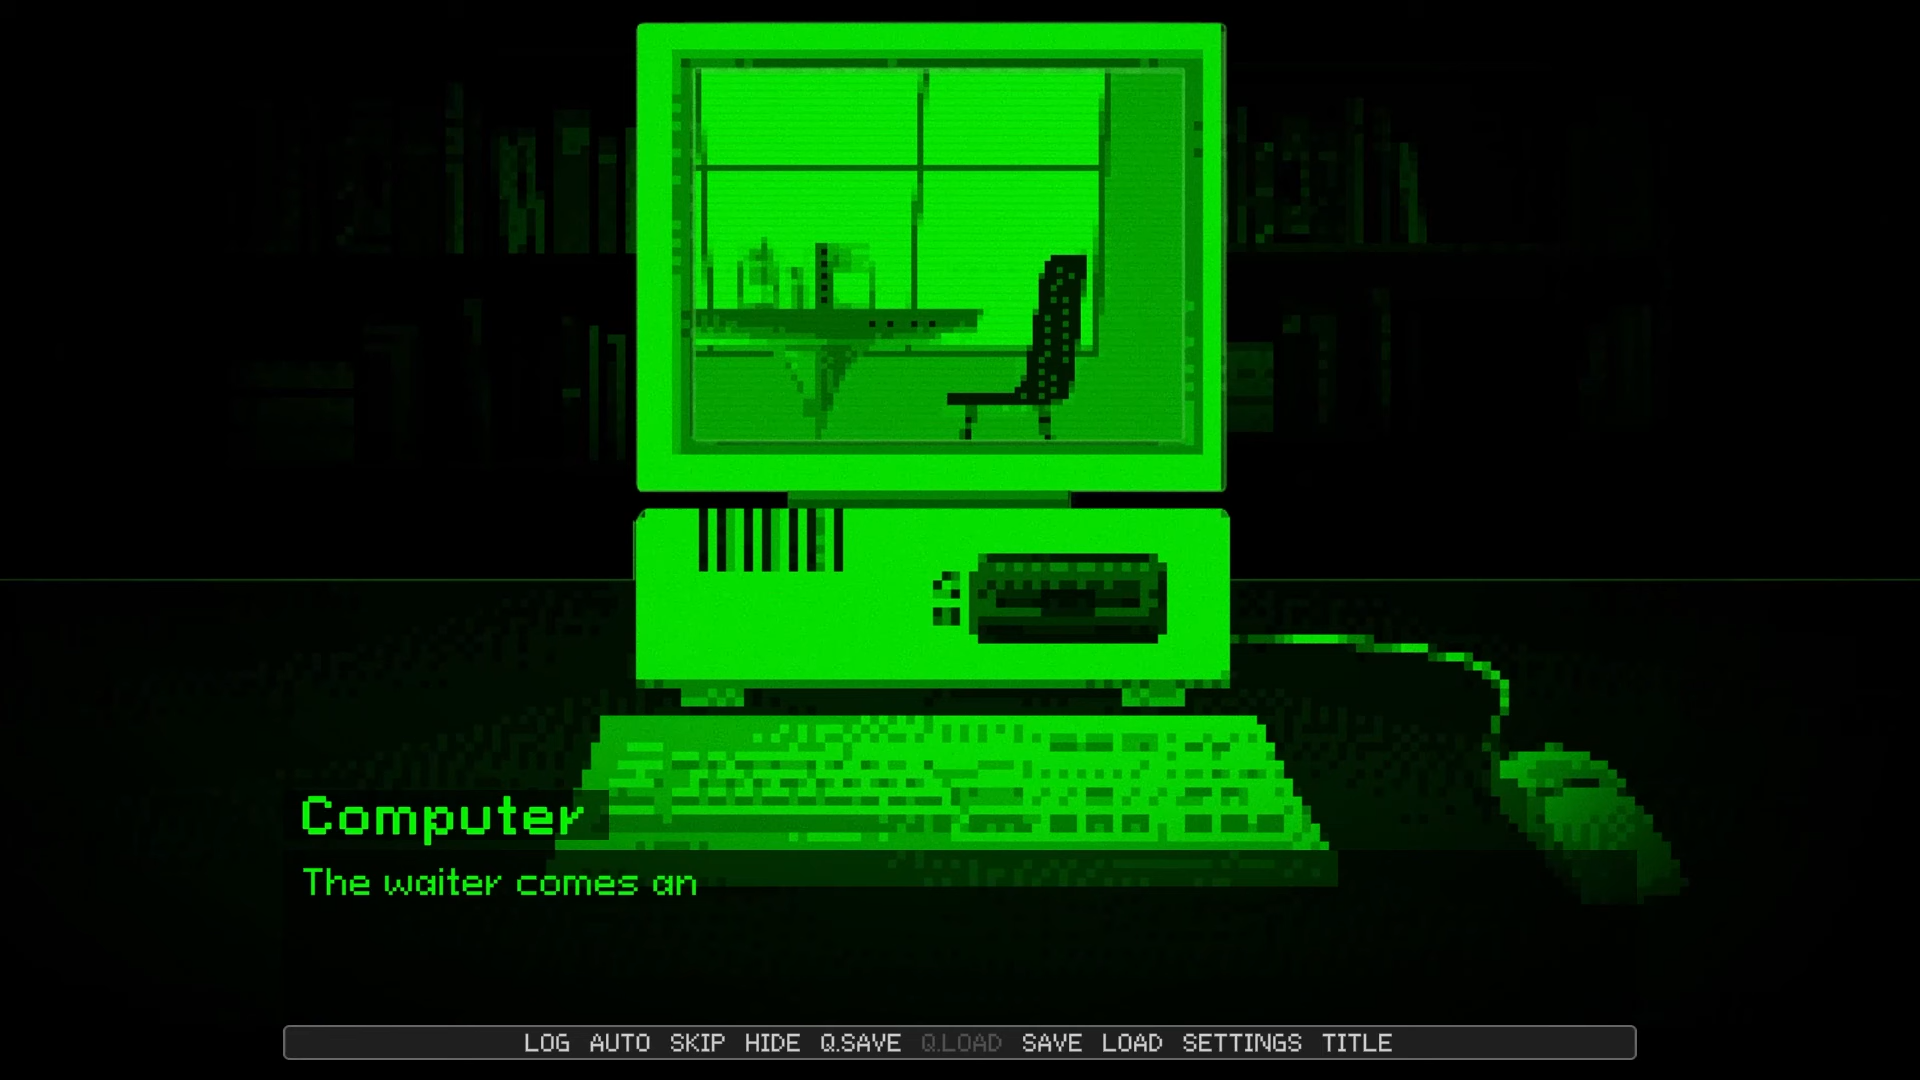 Computer
The waiter comes an
LOG AUTO SKIP HIDE Q.SAVE Q.LOAD SAVE LOAD SETTINGS TITLE